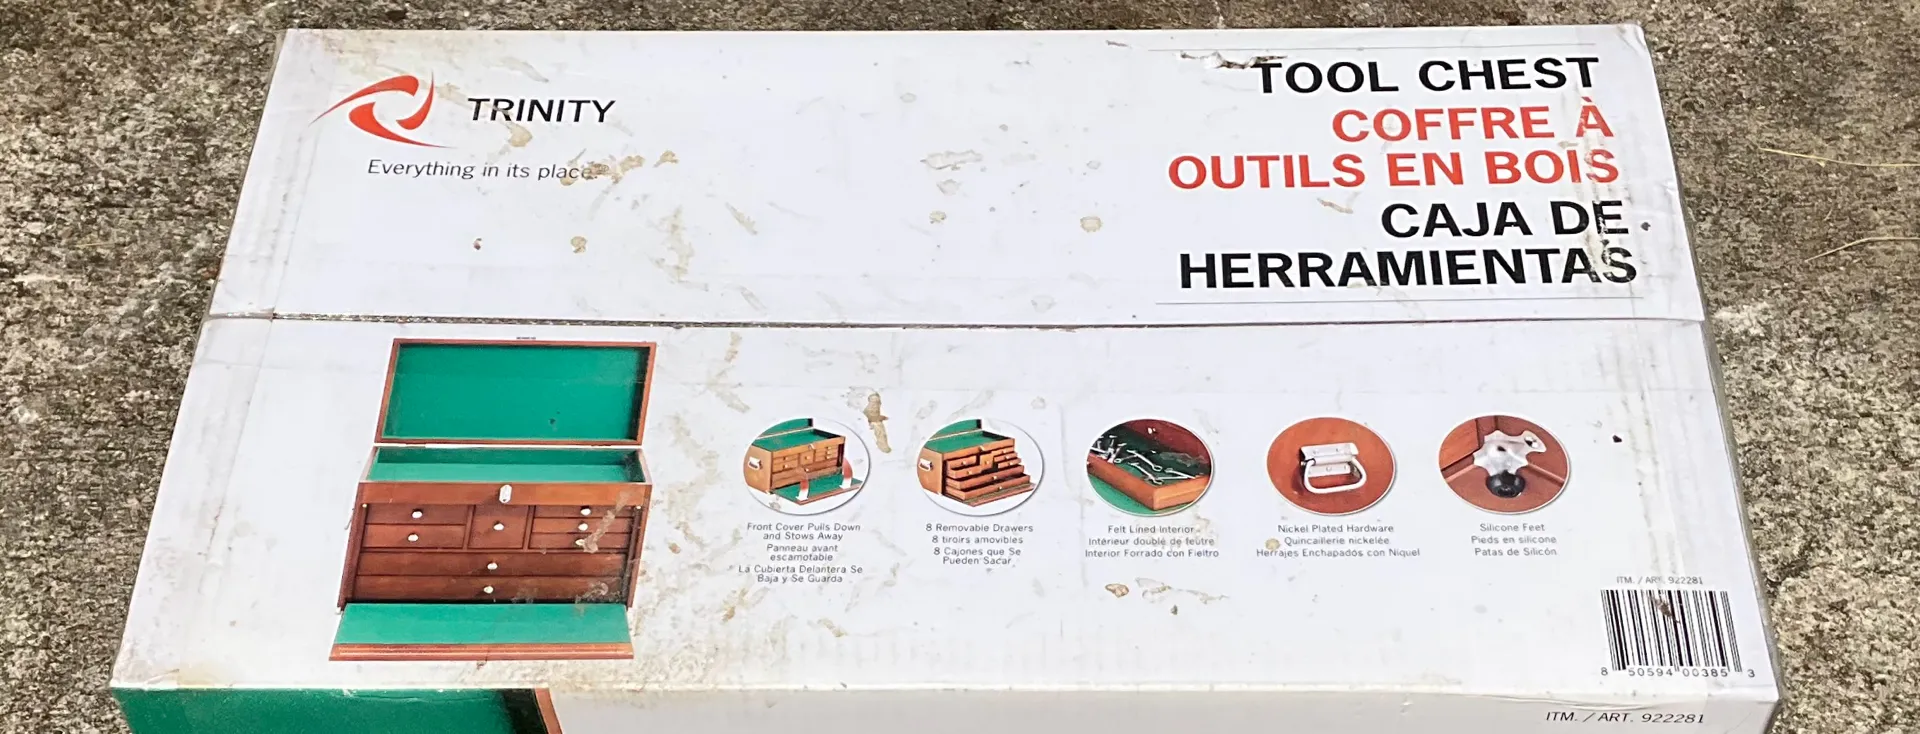 TRINITY
Everything in its place
TOOL CHEST
COFFRE À
OUTILS EN BOIS
CAJA DE
HERRAMIENTAS
Front Cover Pulls Down
and Stows Away
Panneau avant
escamotable
La Cubierta Delantera Se
Baja y Se Guarda
8 Removable Drawers
8 tiroirs amovibles
8 Cajones que Se
Pueden Sacar
Felt Lined Interior
Intérieur doublé de feutre
Interior Forrado con Fieltro
Nickel Plated Hardware
Quincaillerie nickelée
Herrajes Enchapados con Níquel
Silicone Feet
Pieds en silicone
Patas de Silicón
ITM. / ART. 922281
8 50594 00385 3
ITM. / ART. 922281